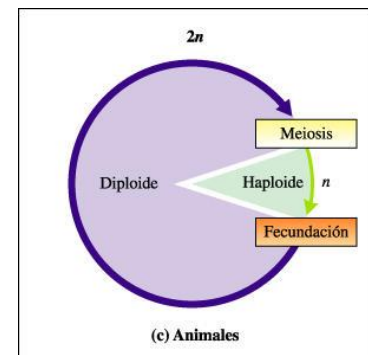 2n
Meiosis
Diploide
Haploide
n
Fecundación
(c) Animales